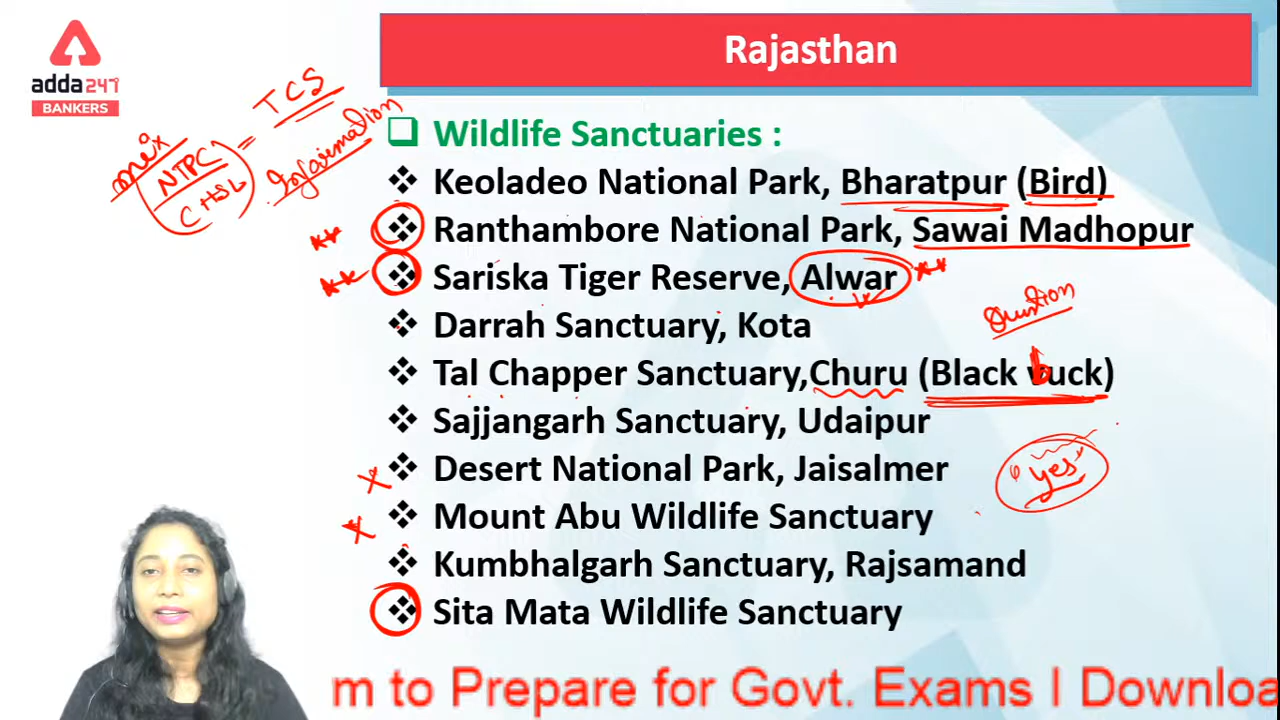 adda247
BANKERS
Rajasthan
Mix
NTPC
CHSL
= TCS
Information
Wildlife Sanctuaries :
Keoladeo National Park, Bharatpur (Bird)
Ranthambore National Park, Sawai Madhopur
Sariska Tiger Reserve, Alwar
Darrah Sanctuary, Kota
Question
Tal Chapper Sanctuary,Churu (Black buck)
Sajjangarh Sanctuary, Udaipur
Desert National Park, Jaisalmer
yes
Mount Abu Wildlife Sanctuary
Kumbhalgarh Sanctuary, Rajsamand
Sita Mata Wildlife Sanctuary
m to Prepare for Govt. Exams I Downloa